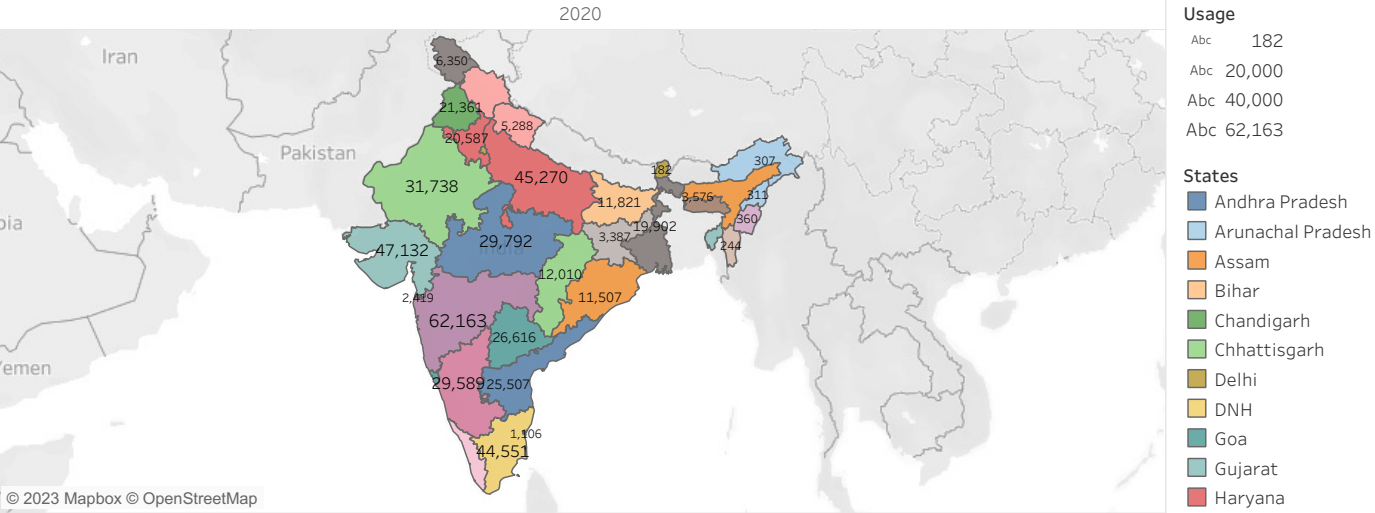 2020
Iran
Pakistan
bia
Yemen
6,350
21,361
5,288
20,587
45,270
31,738
182
307
3,576
311
11,821
360
19,902
3,387
244
29,792
India
47,132
12,010
2,419
11,507
62,163
26,616
29,589
25,507
1,106
44,551
© 2023 Mapbox © OpenStreetMap
Usage
Abc 182
Abc 20,000
Abc 40,000
Abc 62,163
States
Andhra Pradesh
Arunachal Pradesh
Assam
Bihar
Chandigarh
Chhattisgarh
Delhi
DNH
Goa
Gujarat
Haryana